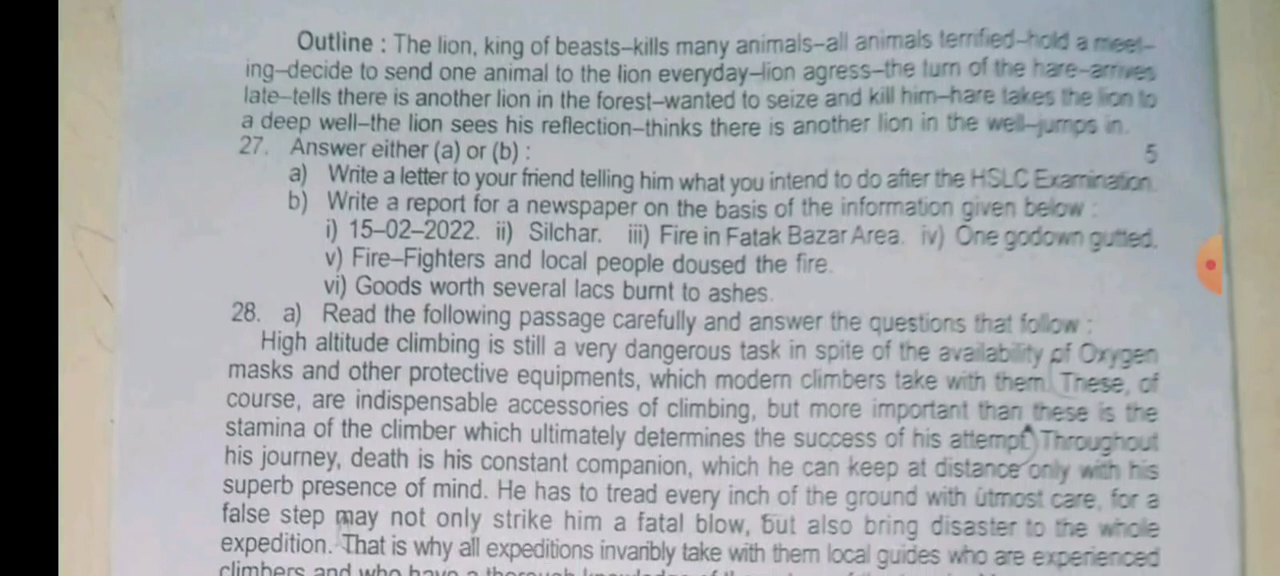 Outline : The lion, king of beasts–kills many animals–all animals terrified–hold a meet-
ing–decide to send one animal to the lion everyday–lion agress–the turn of the hare–arrives
late–tells there is another lion in the forest–wanted to seize and kill him–hare takes the lion to
a deep well–the lion sees his reflection–thinks there is another lion in the well–jumps in.
27. Answer either (a) or (b) : 5
a) Write a letter to your friend telling him what you intend to do after the HSLC Examination.
b) Write a report for a newspaper on the basis of the information given below :
i) 15–02–2022. ii) Silchar. iii) Fire in Fatak Bazar Area. iv) One godown gutted.
v) Fire–Fighters and local people doused the fire.
vi) Goods worth several lacs burnt to ashes.
28. a) Read the following passage carefully and answer the questions that follow :
High altitude climbing is still a very dangerous task in spite of the availability of Oxygen
masks and other protective equipments, which modern climbers take with them. These, of
course, are indispensable accessories of climbing, but more important than these is the
stamina of the climber which ultimately determines the success of his attempt. Throughout
his journey, death is his constant companion, which he can keep at distance only with his
superb presence of mind. He has to tread every inch of the ground with utmost care, for a
false step may not only strike him a fatal blow, but also bring disaster to the whole
expedition. That is why all expeditions invaribly take with them local guides who are experienced
climbers and who have a thorough knowledge of